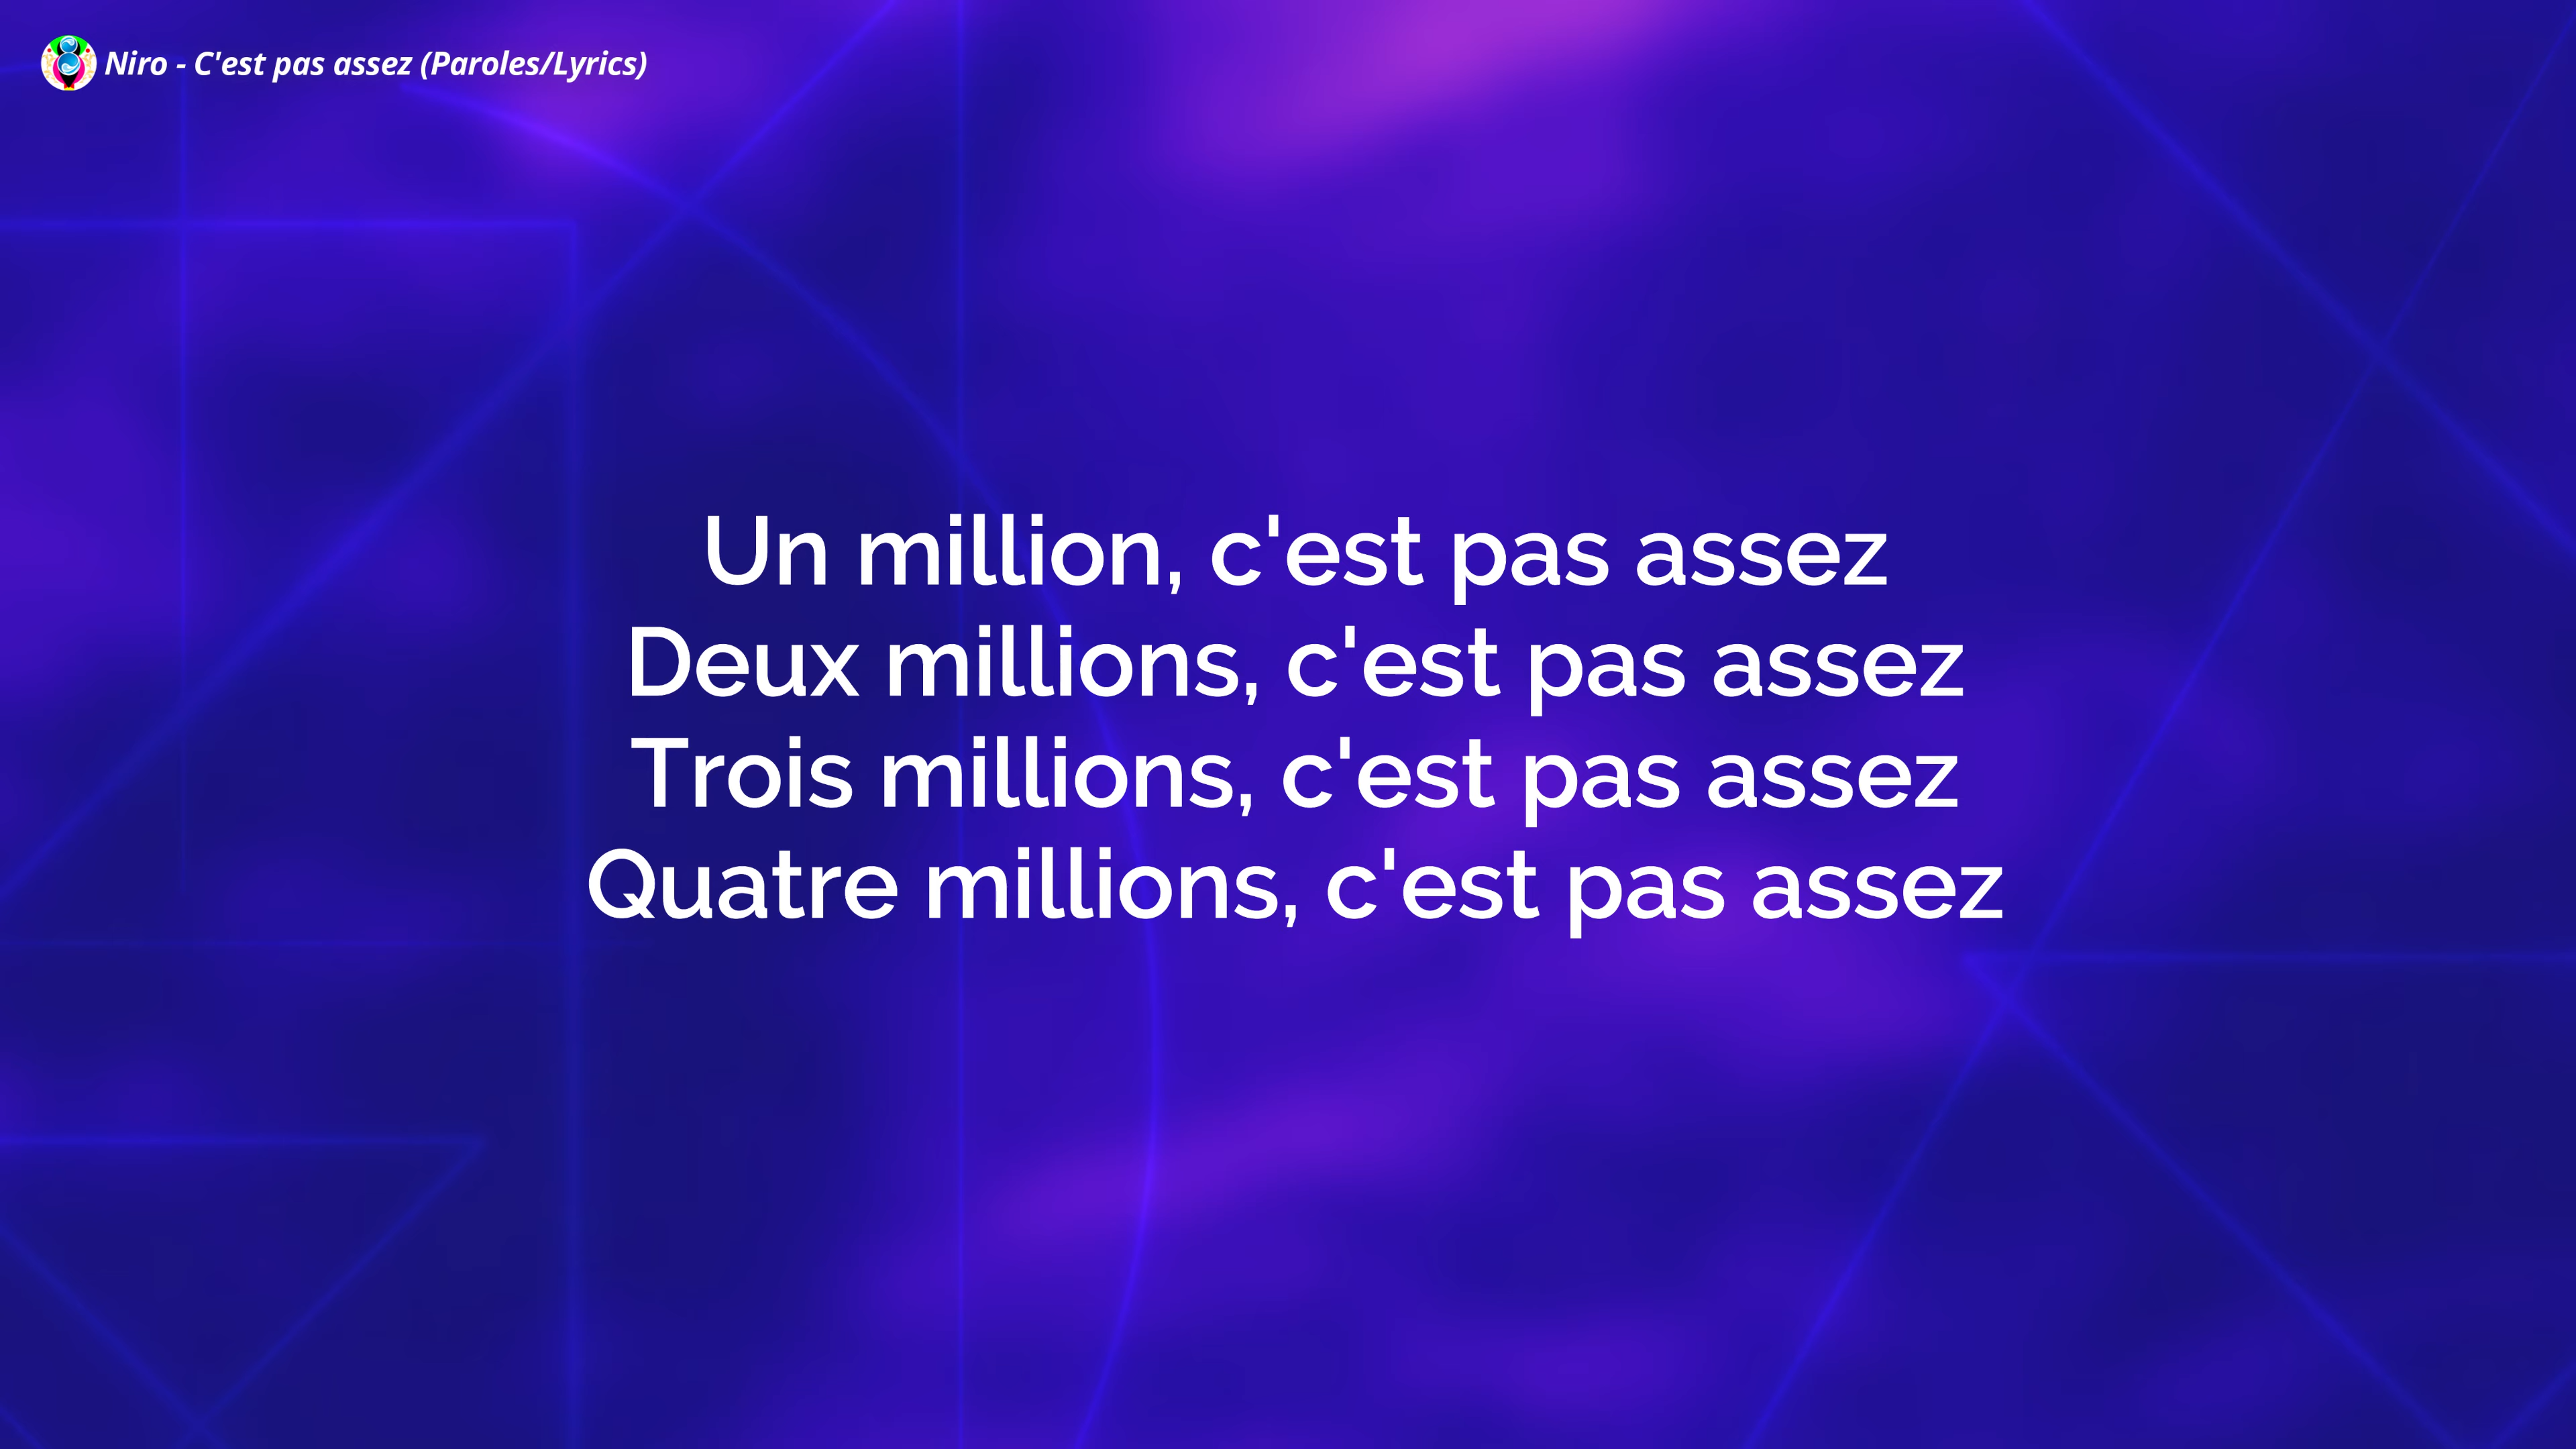 Niro - C'est pas assez (Paroles/Lyrics)
Un million, c'est pas assez
Deux millions, c'est pas assez
Trois millions, c'est pas assez
Quatre millions, c'est pas assez